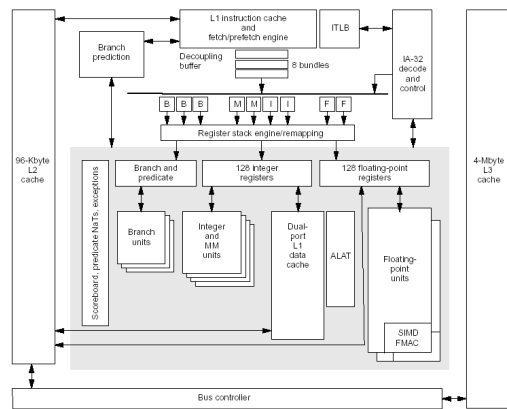 L1 instruction cache
and
fetch/prefetch engine
ITLB
Branch
prediction
Decoupling
buffer
8 bundles
IA-32
decode
and
control
B
B
B
M
M
I
I
F
F
Register stack engine/remapping
96-Kbyte
L2
cache
4-Mbyte
L3
cache
Scoreboard, predicate NaTs, exceptions
Branch and
predicate
128 integer
registers
128 floating-point
registers
Branch
units
Integer
and
MM
units
Dual-
port
L1
data
cache
ALAT
Floating-
point
units
SIMD
FMAC
Bus controller